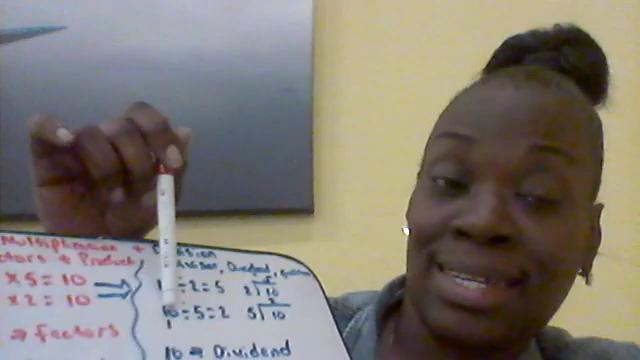 Multiplication +
Factors + Product
x 5 = 10
x 2 = 10
⇒ factors
Division
Divisor, Dividend, quotient
÷ 2 = 5 2)10
10 ÷ 5 = 2 5)10
10 ⇒ Dividend